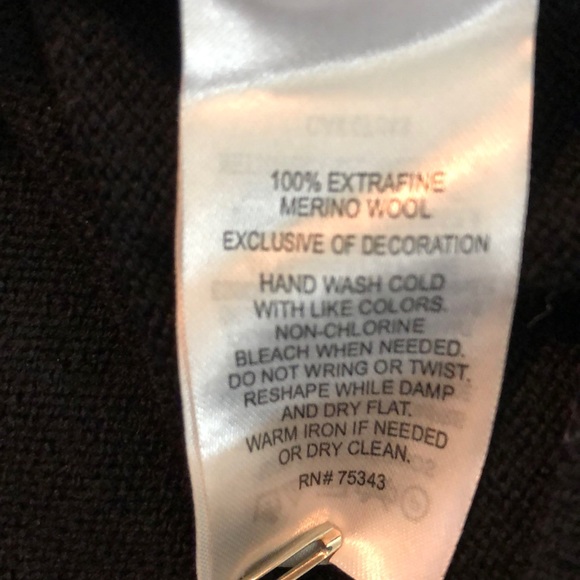 100% EXTRAFINE
MERINO WOOL
EXCLUSIVE OF DECORATION
HAND WASH COLD
WITH LIKE COLORS.
NON-CHLORINE
BLEACH WHEN NEEDED.
DO NOT WRING OR TWIST.
RESHAPE WHILE DAMP
AND DRY FLAT.
WARM IRON IF NEEDED
OR DRY CLEAN.
RN# 75343